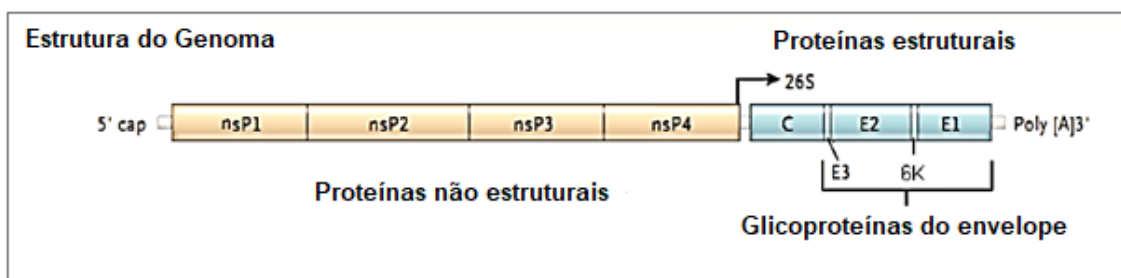 Estrutura do Genoma
Proteínas estruturais
26S
5' cap
nsP1
nsP2
nsP3
nsP4
C
E2
E1
Poly [A]3'
E3
6K
Proteínas não estruturais
Glicoproteínas do envelope